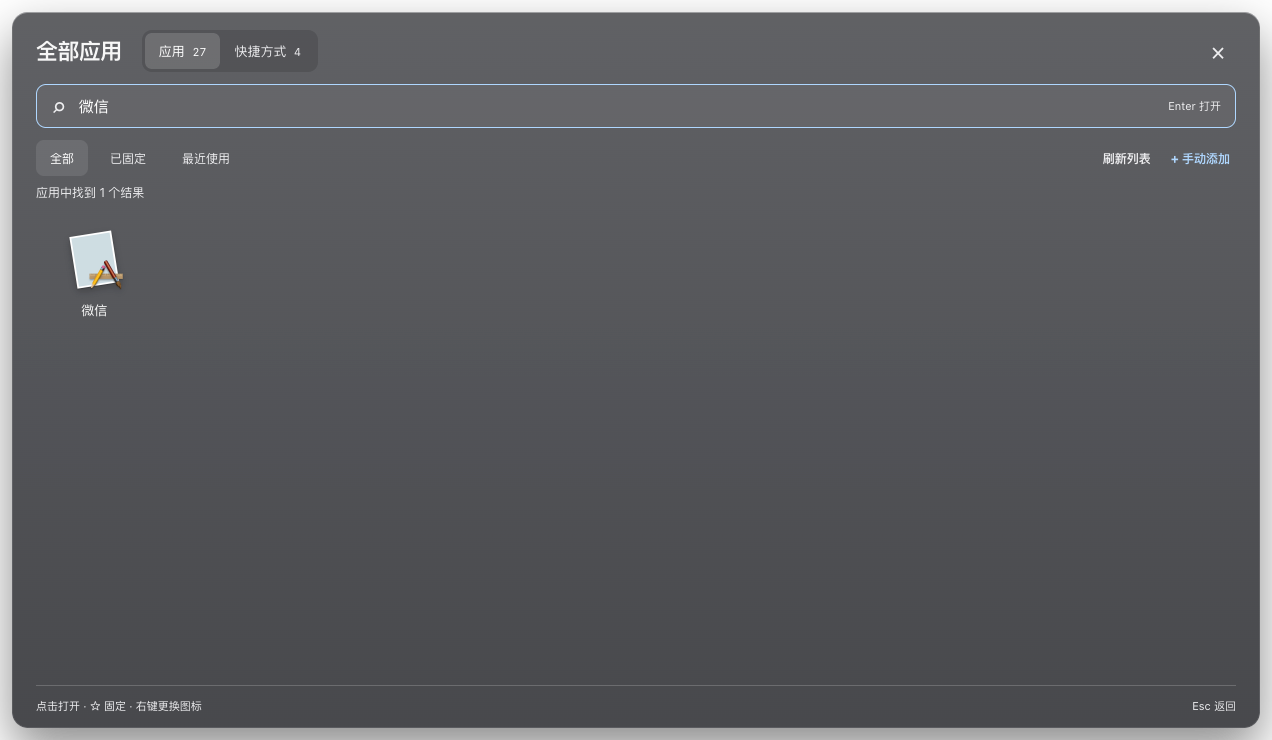 全部应用 应用 27 快捷方式 4 ×
微信 Enter 打开
全部 已固定 最近使用 刷新列表 + 手动添加
应用中找到 1 个结果
微信
点击打开 · ☆ 固定 · 右键更换图标 Esc 返回